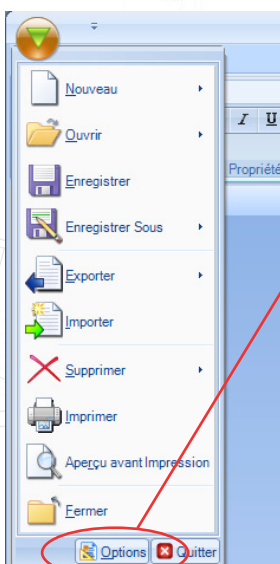 I U
Nouveau
Propriété
Ouvrir
Enregistrer
Enregistrer Sous
Exporter
Importer
Supprimer
Imprimer
Aperçu avant Impression
Fermer
Options Quitter